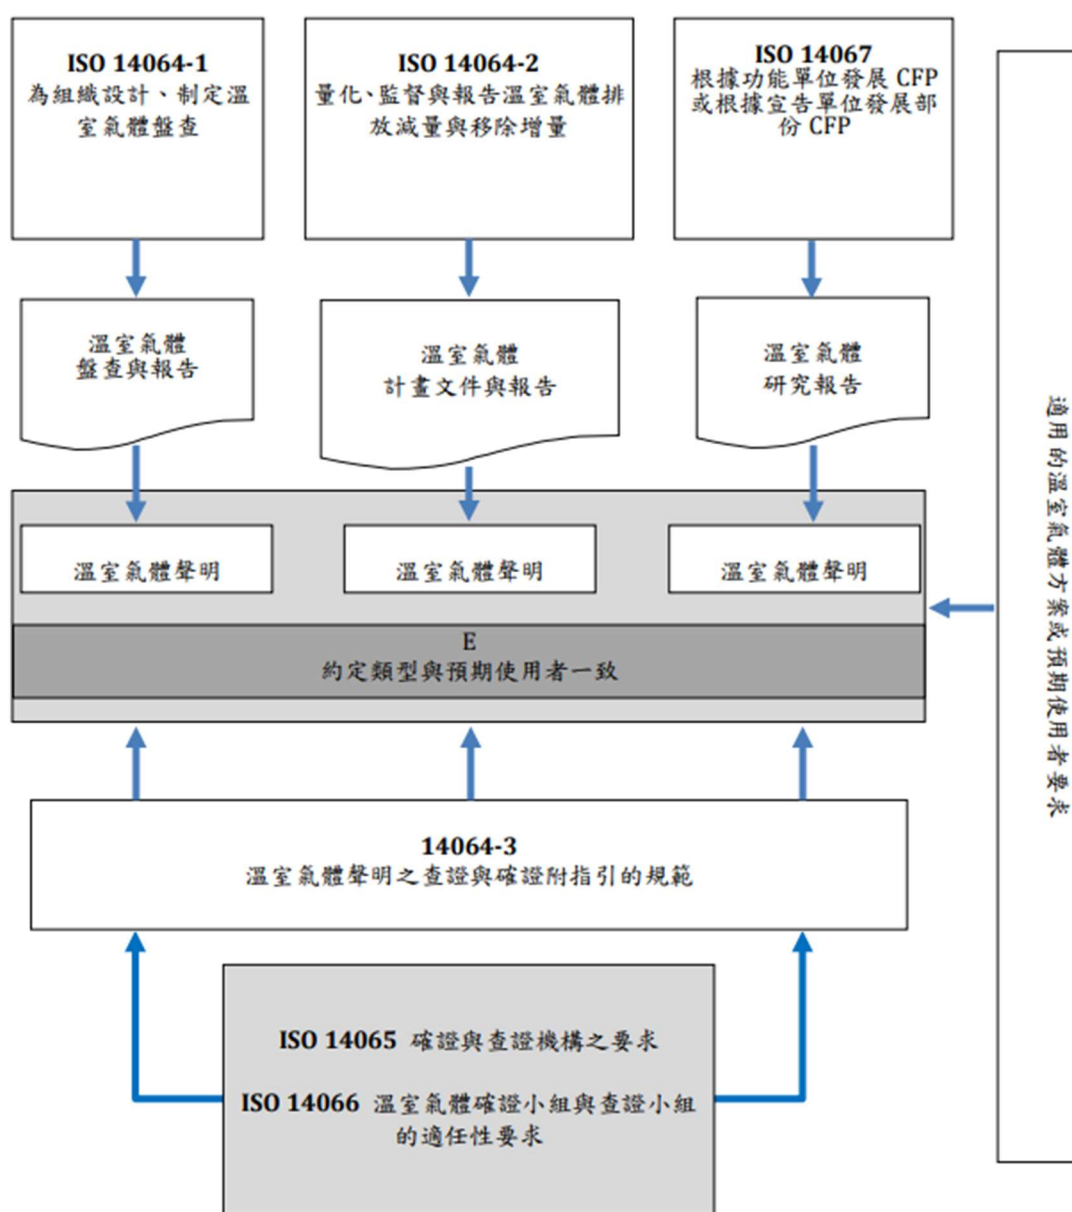 ISO 14064-1
為組織設計、制定溫
室氣體盤查
ISO 14064-2
量化、監督與報告溫室氣體排
放減量與移除增量
ISO 14067
根據功能單位發展 CFP
或根據宣告單位發展部
份 CFP
溫室氣體
盤查與報告
溫室氣體
計畫文件與報告
溫室氣體
研究報告
溫室氣體聲明
溫室氣體聲明
溫室氣體聲明
E
約定類型與預期使用者一致
14064-3
溫室氣體聲明之查證與確證附指引的規範
ISO 14065 確證與查證機構之要求
ISO 14066 溫室氣體確證小組與查證小組
的適任性要求
適用的溫室氣體方案或預期使用者要求